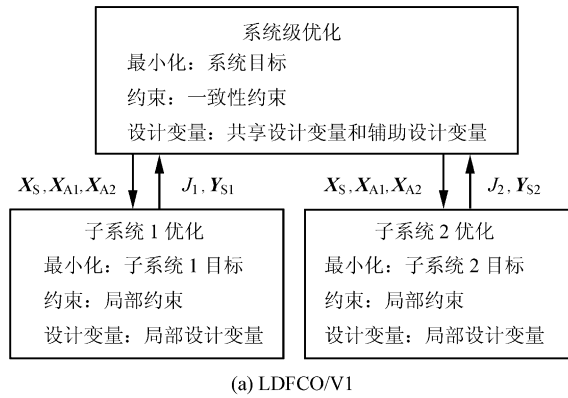 系统级优化
最小化：系统目标
约束：一致性约束
设计变量：共享设计变量和辅助设计变量
X_S, X_A1, X_A2
J_1, Y_S1
X_S, X_A1, X_A2
J_2, Y_S2
子系统 1 优化
最小化：子系统 1 目标
约束：局部约束
设计变量：局部设计变量
子系统 2 优化
最小化：子系统 2 目标
约束：局部约束
设计变量：局部设计变量
(a) LDFCO/V1